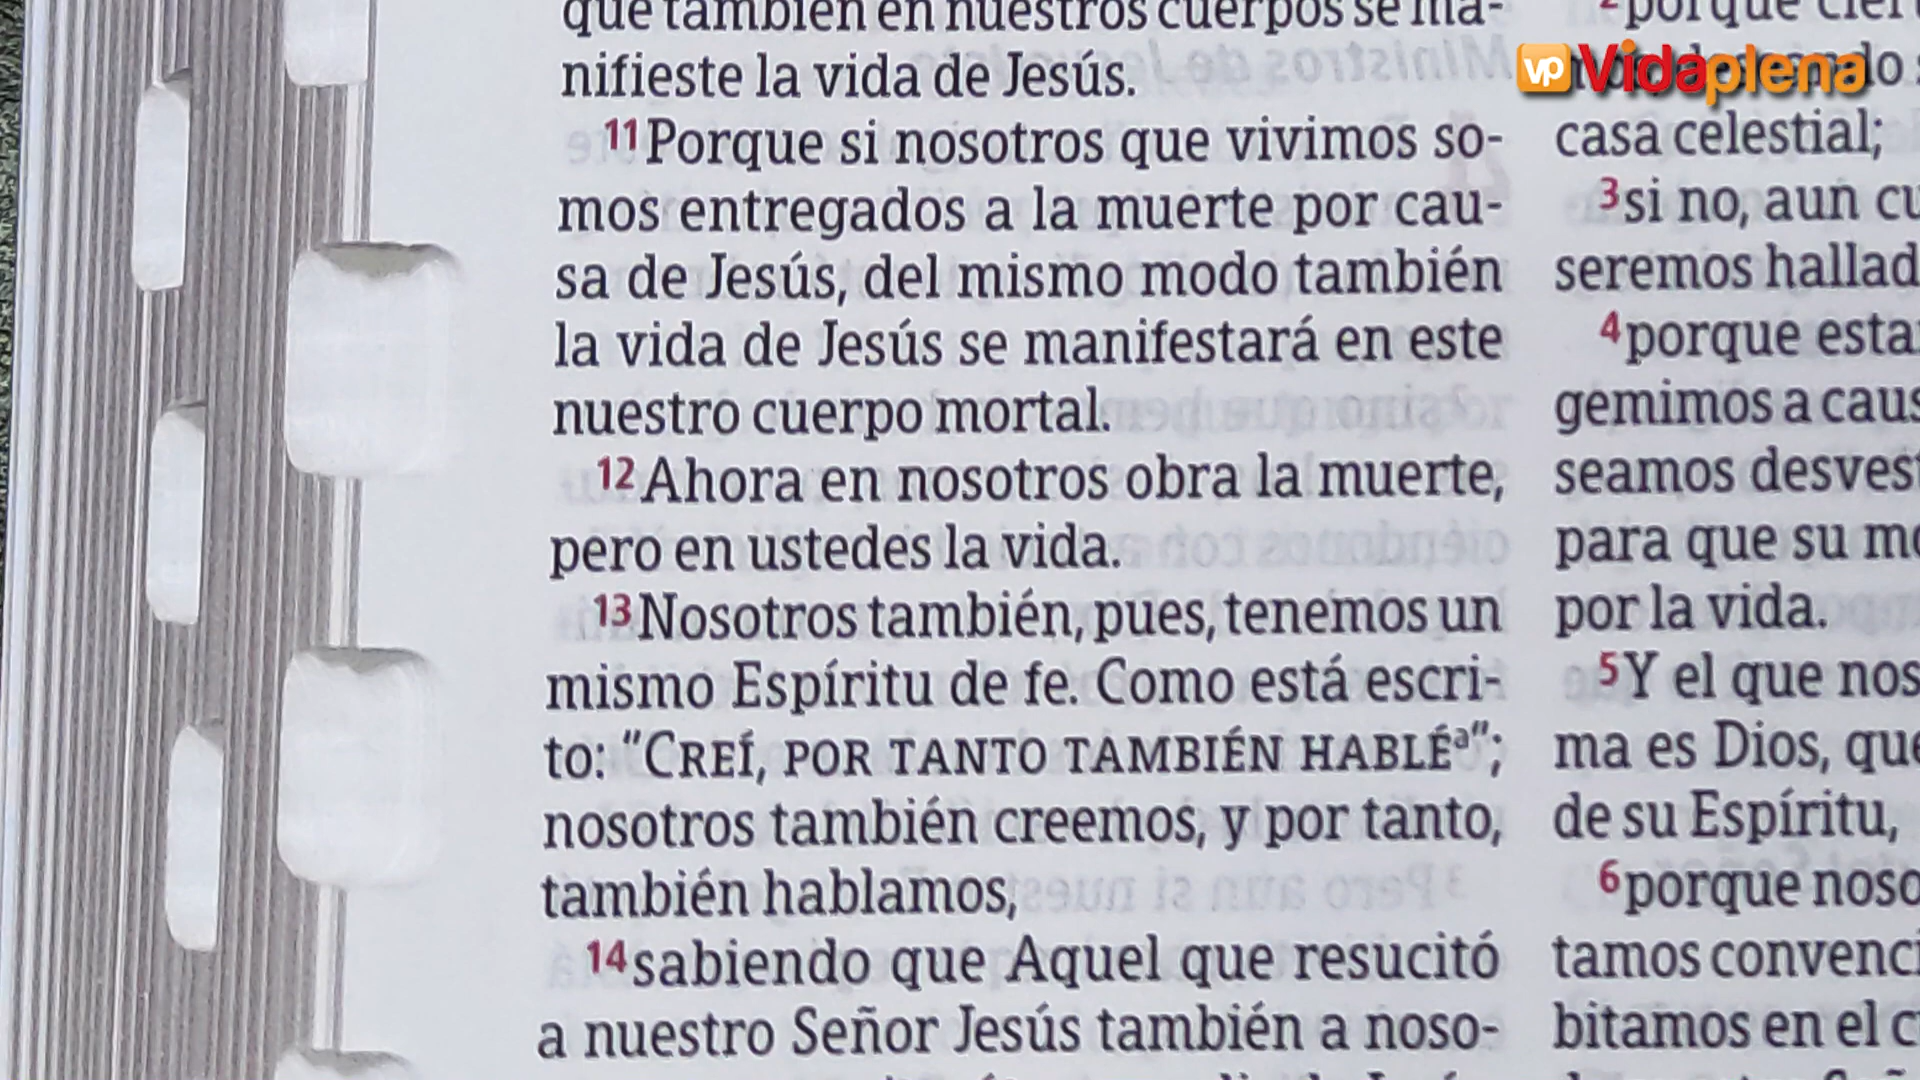 que también en nuestros cuerpos se ma-
nifieste la vida de Jesús.
11 Porque si nosotros que vivimos so-
mos entregados a la muerte por cau-
sa de Jesús, del mismo modo también
la vida de Jesús se manifestará en este
nuestro cuerpo mortal.
12 Ahora en nosotros obra la muerte,
pero en ustedes la vida.
13 Nosotros también, pues, tenemos un
mismo Espíritu de fe. Como está escri-
to: "CREÍ, POR TANTO TAMBIÉN HABLÉª";
nosotros también creemos, y por tanto,
también hablamos,
14 sabiendo que Aquel que resucitó
a nuestro Señor Jesús también a noso-
2 porque
casa celestial;
3 si no, aun
seremos
4 porque
gemimos a
seamos
para que su
por la vida.
5 Y el que
ma es Dios,
de su Espíritu,
6 porque
tamos
bitamos en el
vp Vidaplena